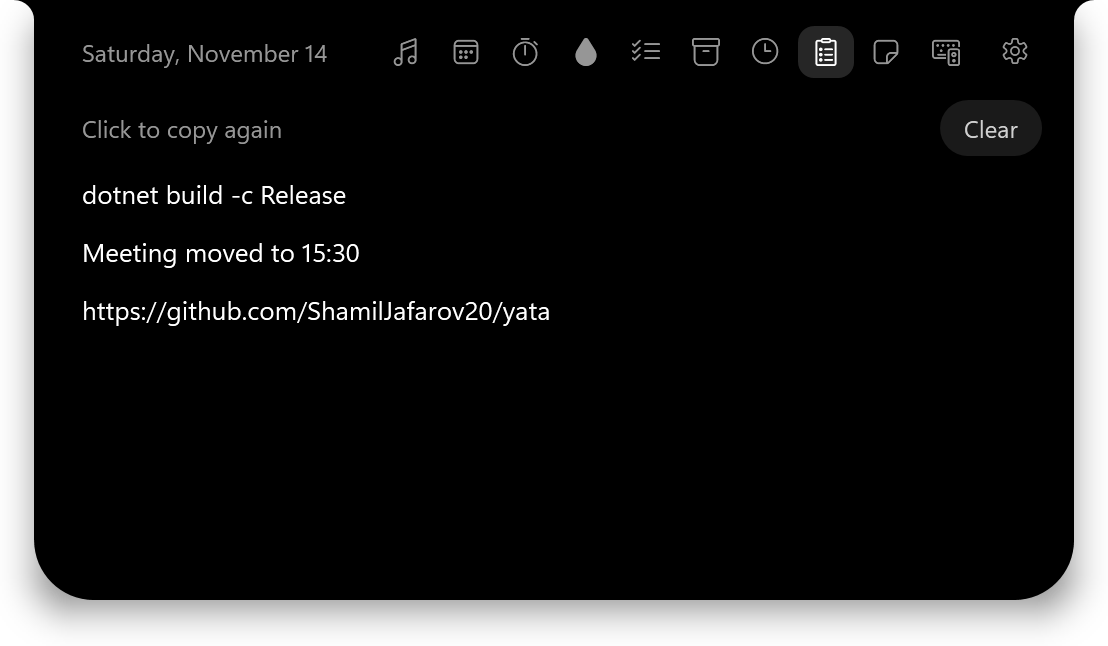 Saturday, November 14
Click to copy again
Clear
dotnet build -c Release
Meeting moved to 15:30
https://github.com/ShamilJafarov20/yata